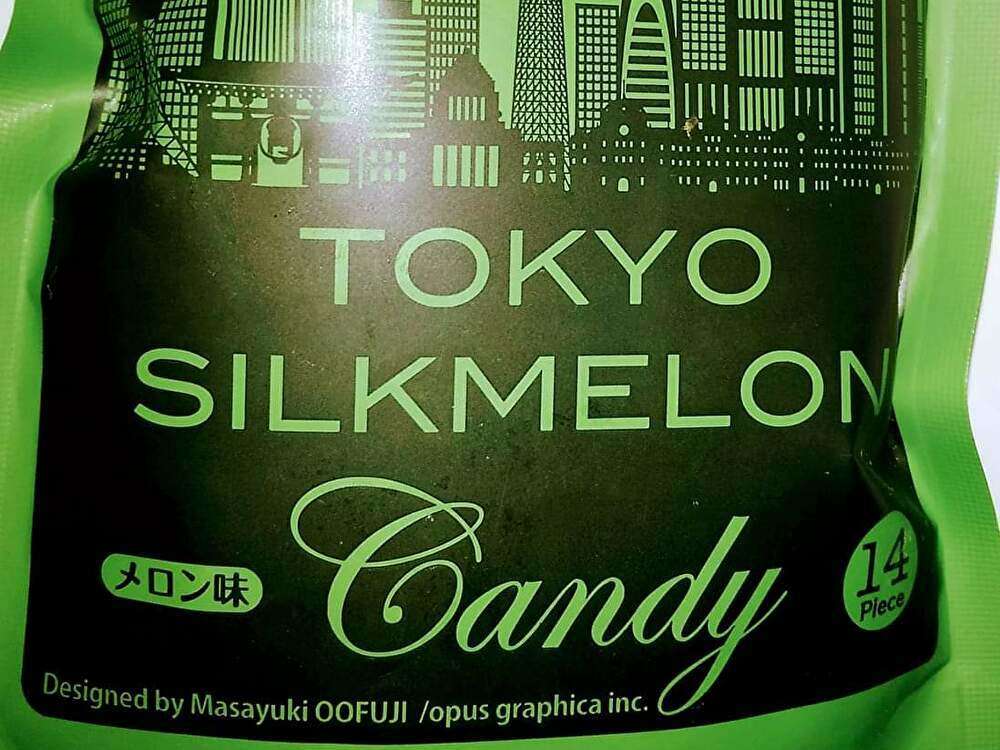 TOKYO
SILKMELON
Candy
メロン味
14
Piece
Designed by Masayuki OOFUJI /opus graphica inc.